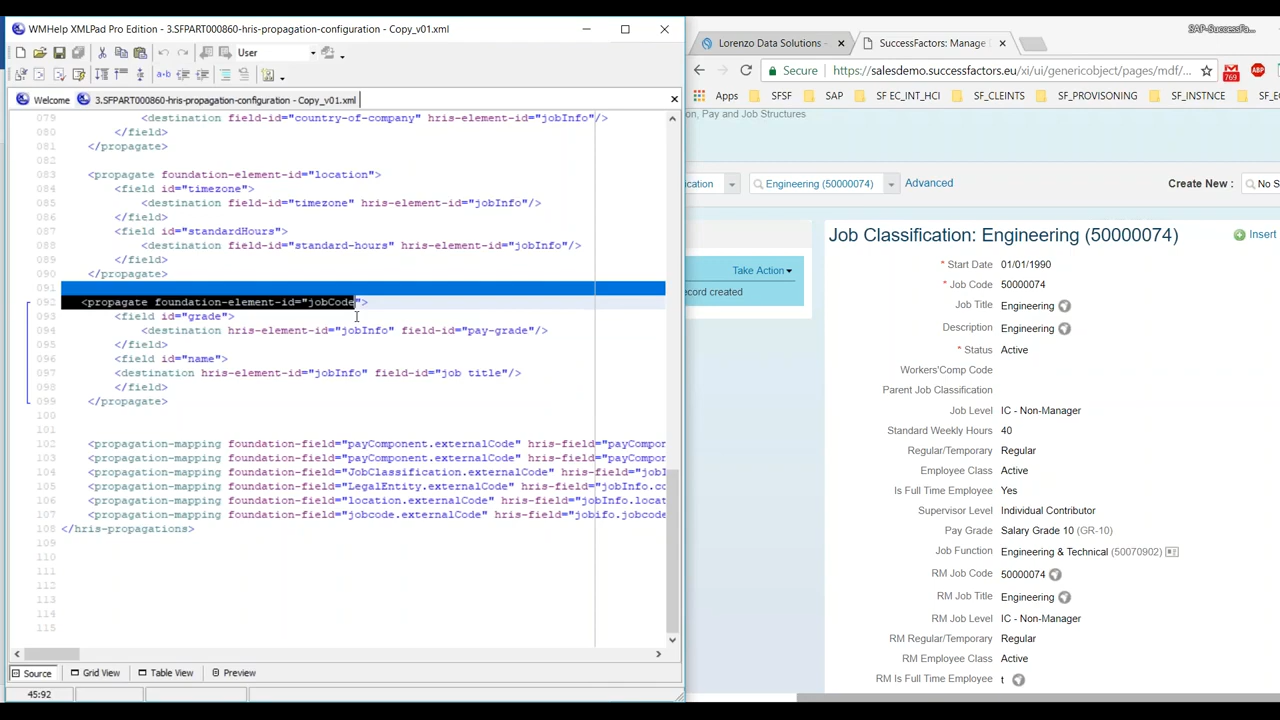 WMHelp XMLPad Pro Edition - 3.SFPART000860-hris-propagation-configuration - Copy_v01.xml
User
Welcome
3.SFPART000860-hris-propagation-configuration - Copy_v01.xml
079 <destination field-id="country-of-company" hris-element-id="jobInfo"/>
080 </field>
081 </propagate>
082
083 <propagate foundation-element-id="location">
084 <field id="timezone">
085 <destination field-id="timezone" hris-element-id="jobInfo"/>
086 </field>
087 <field id="standardHours">
088 <destination field-id="standard-hours" hris-element-id="jobInfo"/>
089 </field>
090 </propagate>
091
092 <propagate foundation-element-id="jobCode">
093 <field id="grade">
094 <destination hris-element-id="jobInfo" field-id="pay-grade"/>
095 </field>
096 <field id="name">
097 <destination hris-element-id="jobInfo" field-id="job title"/>
098 </field>
099 </propagate>
100
101
102 <propagation-mapping foundation-field="payComponent.externalCode" hris-field="payCompon
103 <propagation-mapping foundation-field="payComponent.externalCode" hris-field="payCompon
104 <propagation-mapping foundation-field="JobClassification.externalCode" hris-field="jobI
105 <propagation-mapping foundation-field="LegalEntity.externalCode" hris-field="jobInfo.co
106 <propagation-mapping foundation-field="location.externalCode" hris-field="jobInfo.locat
107 <propagation-mapping foundation-field="jobcode.externalCode" hris-field="jobifo.jobcode
108 </hris-propagations>
109
110
111
112
113
114
115
Source
Grid View
Table View
Preview
45:92
SAP-SuccessFa...
Lorenzo Data Solutions -
SuccessFactors: Manage
Secure
https://salesdemo.successfactors.eu/xi/ui/genericobject/pages/mdf/
769
ABP
Apps
SFSF
SAP
SF EC_INT_HCI
SF_CLEINTS
SF_PROVISIONING
SF_INSTNCE
SF_E
on, Pay and Job Structures
ication
Engineering (50000074)
Advanced
Create New :
No S
Take Action
ecord created
Job Classification: Engineering (50000074)
Insert
* Start Date 01/01/1990
* Job Code 50000074
Job Title Engineering
Description Engineering
* Status Active
Workers'Comp Code
Parent Job Classification
Job Level IC - Non-Manager
Standard Weekly Hours 40
Regular/Temporary Regular
Employee Class Active
Is Full Time Employee Yes
Supervisor Level Individual Contributor
Pay Grade Salary Grade 10 (GR-10)
Job Function Engineering & Technical (50070902)
RM Job Code 50000074
RM Job Title Engineering
RM Job Level IC - Non-Manager
RM Regular/Temporary Regular
RM Employee Class Active
RM Is Full Time Employee t